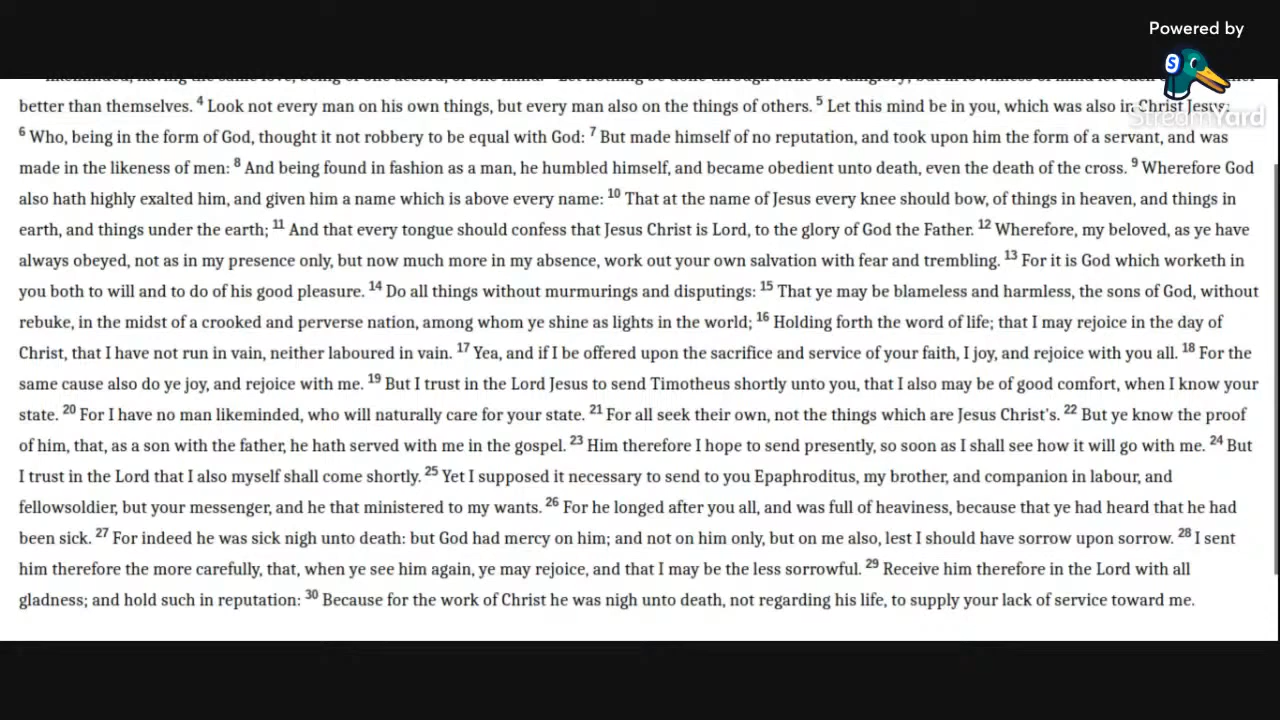 Powered by
likeminded, having the same love, being of one accord, of one mind. Let nothing be done through strife or vainglory; but in lowliness of mind let each
better than themselves. 4 Look not every man on his own things, but every man also on the things of others. 5 Let this mind be in you, which was also in Christ Jesus:
StreamYard
6 Who, being in the form of God, thought it not robbery to be equal with God: 7 But made himself of no reputation, and took upon him the form of a servant, and was
made in the likeness of men: 8 And being found in fashion as a man, he humbled himself, and became obedient unto death, even the death of the cross. 9 Wherefore God
also hath highly exalted him, and given him a name which is above every name: 10 That at the name of Jesus every knee should bow, of things in heaven, and things in
earth, and things under the earth; 11 And that every tongue should confess that Jesus Christ is Lord, to the glory of God the Father. 12 Wherefore, my beloved, as ye have
always obeyed, not as in my presence only, but now much more in my absence, work out your own salvation with fear and trembling. 13 For it is God which worketh in
you both to will and to do of his good pleasure. 14 Do all things without murmurings and disputings: 15 That ye may be blameless and harmless, the sons of God, without
rebuke, in the midst of a crooked and perverse nation, among whom ye shine as lights in the world; 16 Holding forth the word of life; that I may rejoice in the day of
Christ, that I have not run in vain, neither laboured in vain. 17 Yea, and if I be offered upon the sacrifice and service of your faith, I joy, and rejoice with you all. 18 For the
same cause also do ye joy, and rejoice with me. 19 But I trust in the Lord Jesus to send Timotheus shortly unto you, that I also may be of good comfort, when I know your
state. 20 For I have no man likeminded, who will naturally care for your state. 21 For all seek their own, not the things which are Jesus Christ's. 22 But ye know the proof
of him, that, as a son with the father, he hath served with me in the gospel. 23 Him therefore I hope to send presently, so soon as I shall see how it will go with me. 24 But
I trust in the Lord that I also myself shall come shortly. 25 Yet I supposed it necessary to send to you Epaphroditus, my brother, and companion in labour, and
fellowsoldier, but your messenger, and he that ministered to my wants. 26 For he longed after you all, and was full of heaviness, because that ye had heard that he had
been sick. 27 For indeed he was sick nigh unto death: but God had mercy on him; and not on him only, but on me also, lest I should have sorrow upon sorrow. 28 I sent
him therefore the more carefully, that, when ye see him again, ye may rejoice, and that I may be the less sorrowful. 29 Receive him therefore in the Lord with all
gladness; and hold such in reputation: 30 Because for the work of Christ he was nigh unto death, not regarding his life, to supply your lack of service toward me.